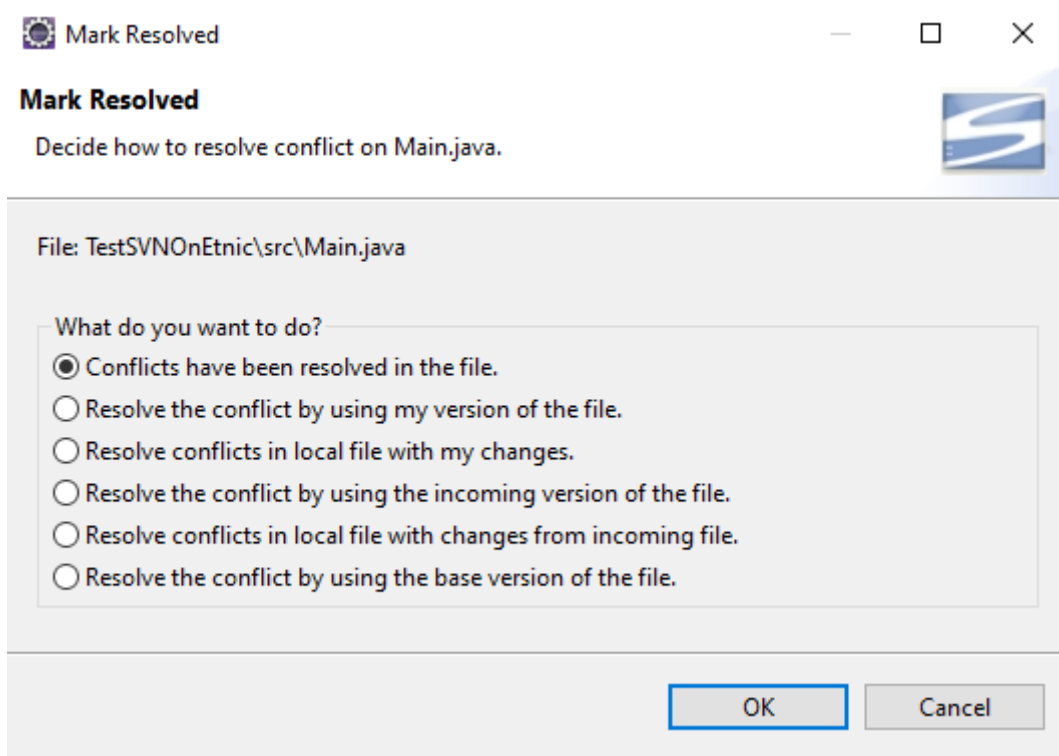 Mark Resolved
Mark Resolved
Decide how to resolve conflict on Main.java.
File: TestSVNOnEtnic\src\Main.java
What do you want to do?
Conflicts have been resolved in the file.
Resolve the conflict by using my version of the file.
Resolve conflicts in local file with my changes.
Resolve the conflict by using the incoming version of the file.
Resolve conflicts in local file with changes from incoming file.
Resolve the conflict by using the base version of the file.
OK Cancel